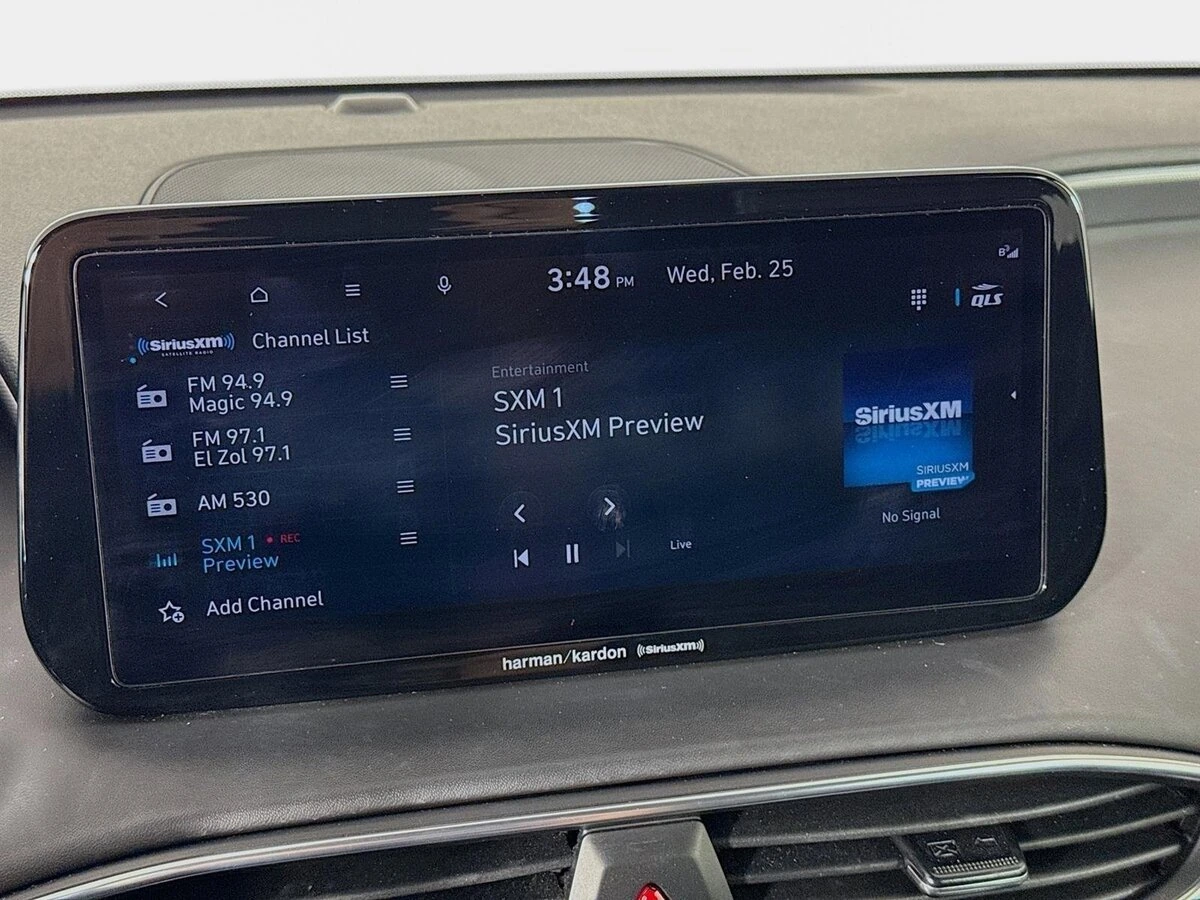 3:48 PM Wed, Feb. 25
B
QLS
SiriusXM
SATELLITE RADIO
Channel List
FM 94.9
Magic 94.9
FM 97.1
El Zol 97.1
AM 530
SXM 1 REC
Preview
Add Channel
Entertainment
SXM 1
SiriusXM Preview
Live
SiriusXM
SIRIUSXM
PREVIEW
No Signal
harman/kardon SiriusXM